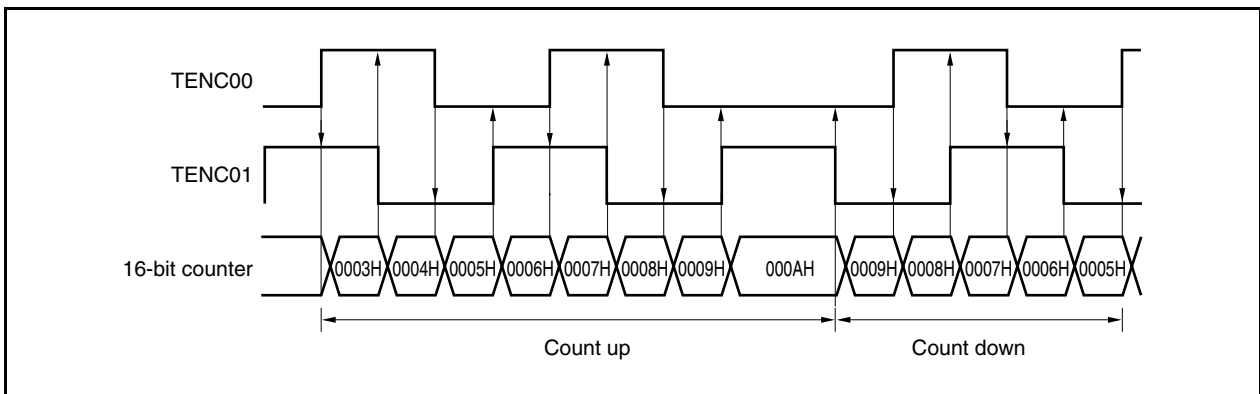 TENC00
TENC01
16-bit counter
0003H 0004H 0005H 0006H 0007H 0008H 0009H 000AH 0009H 0008H 0007H 0006H 0005H
Count up Count down